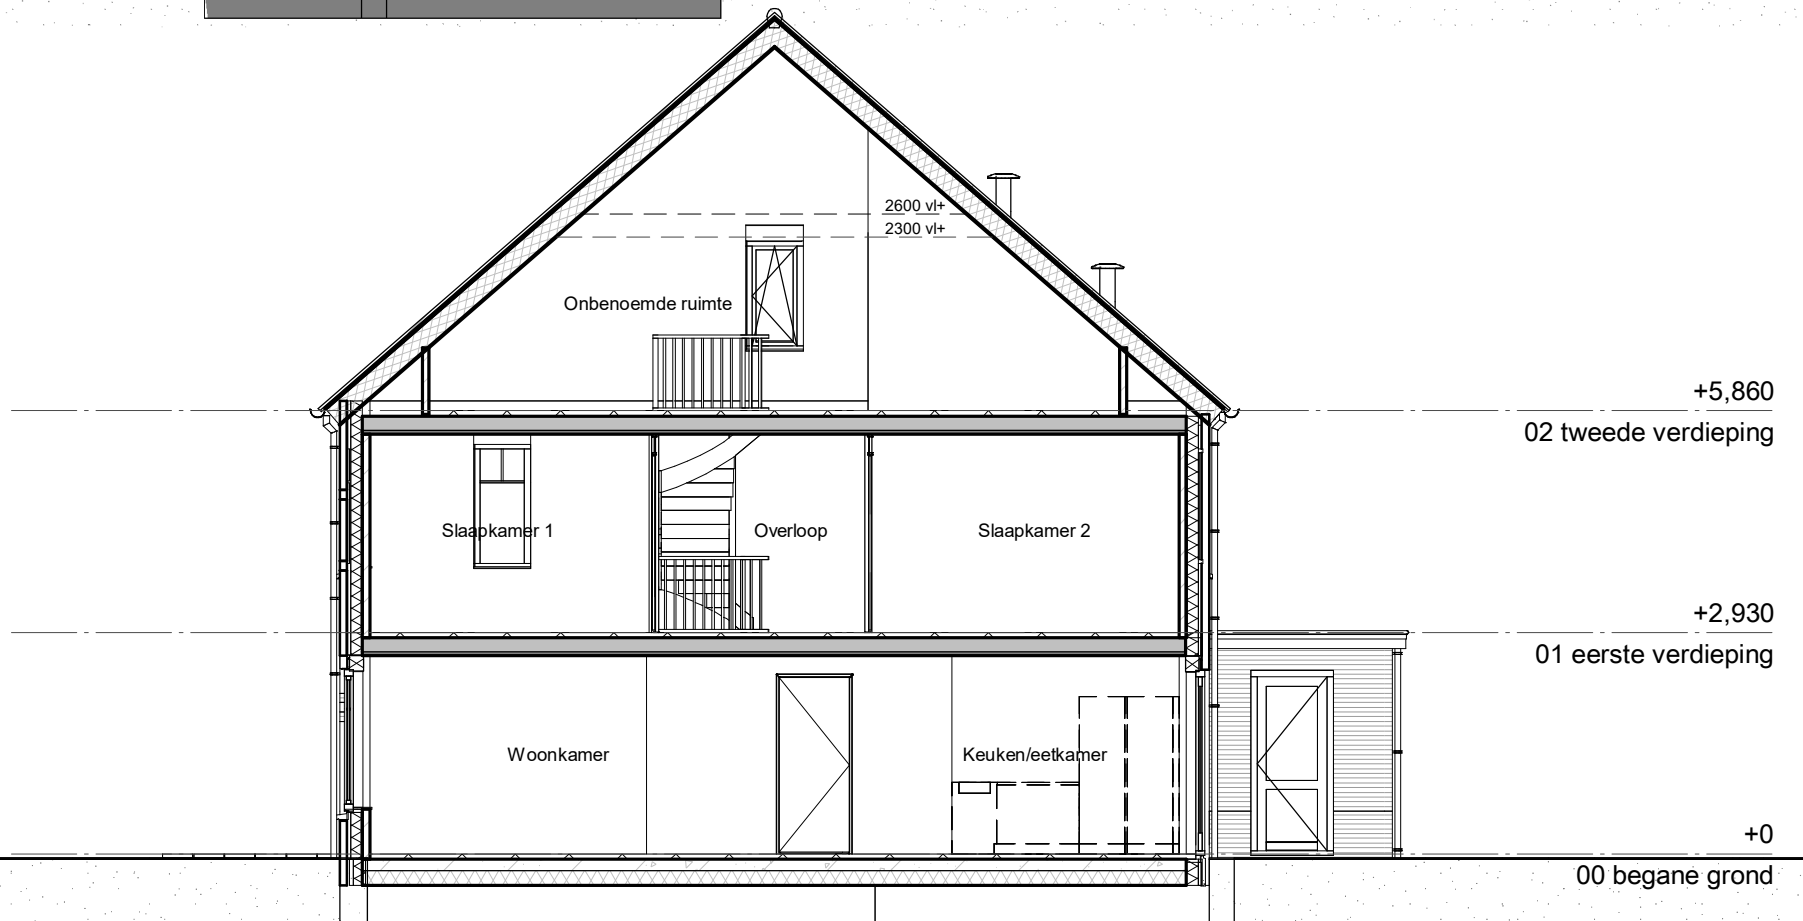 2600 vl+
2300 vl+
Onbenoemde ruimte
+5,860
02 tweede verdieping
Slaapkamer 1
Overloop
Slaapkamer 2
+2,930
01 eerste verdieping
Woonkamer
Keuken/eetkamer
+0
00 begane grond